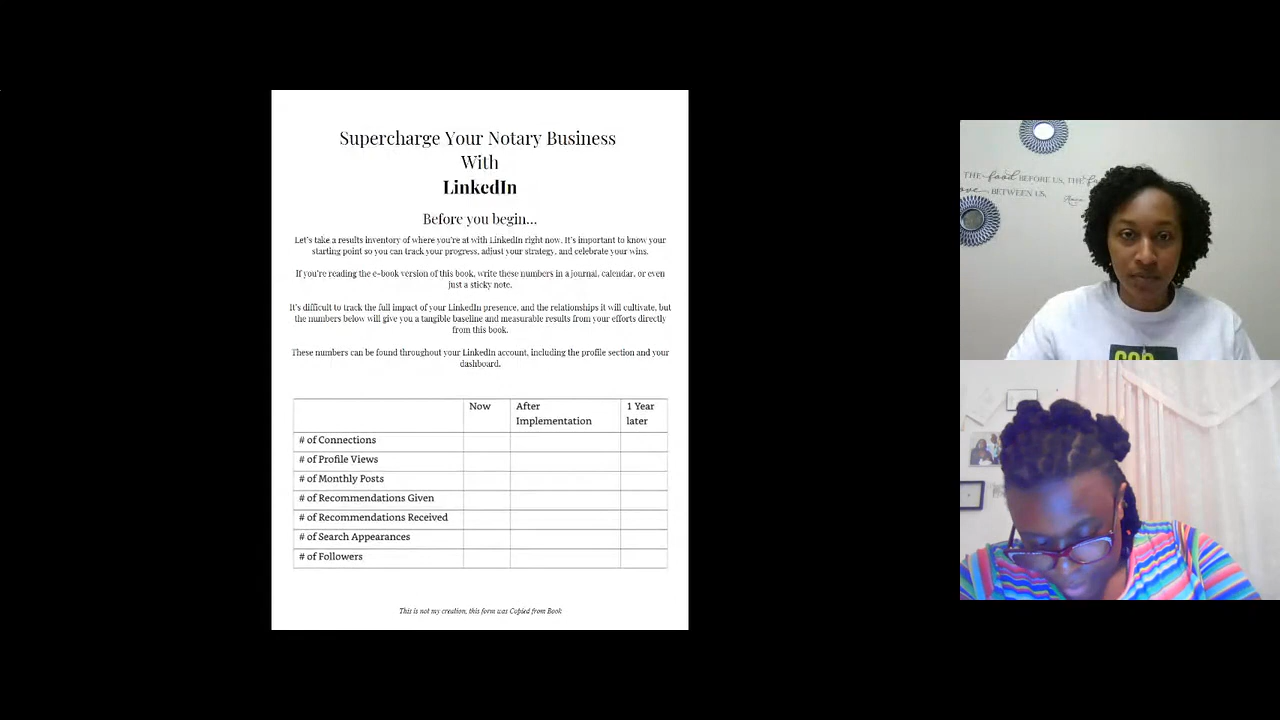 Supercharge Your Notary Business
With
LinkedIn
Before you begin...
Let's take a results inventory of where you're at with LinkedIn right now. It's important to know your
starting point so you can track your progress, adjust your strategy, and celebrate your wins.
If you're reading the e-book version of this book, write these numbers in a journal, calendar, or even
just a sticky note.
It's difficult to track the full impact of your LinkedIn presence, and the relationships it will cultivate, but
the numbers below will give you a tangible baseline and measurable results from your efforts directly
from this book.
These numbers can be found throughout your LinkedIn account, including the profile section and your
dashboard.
Now After 1 Year
Implementation later
# of Connections
# of Profile Views
# of Monthly Posts
# of Recommendations Given
# of Recommendations Received
# of Search Appearances
# of Followers
This is not my creation, this form was Copied from Book
THE food BEFORE US, THE
BETWEEN US,